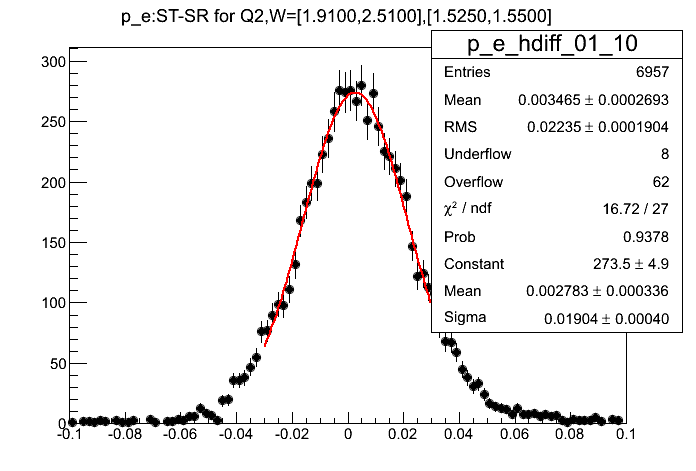 p_e:ST-SR for Q2,W=[1.9100,2.5100],[1.5250,1.5500]
p_e_hdiff_01_10
Entries 6957
Mean 0.003465 ± 0.0002693
RMS 0.02235 ± 0.0001904
Underflow 8
Overflow 62
χ² / ndf 16.72 / 27
Prob 0.9378
Constant 273.5 ± 4.9
Mean 0.002783 ± 0.000336
Sigma 0.01904 ± 0.00040
300
250
200
150
100
50
0
-0.1 -0.08 -0.06 -0.04 -0.02 0 0.02 0.04 0.06 0.08 0.1